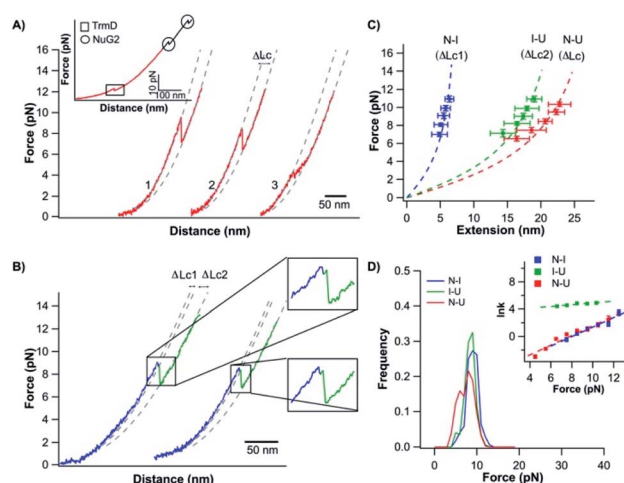 A)
TrmD
NuG2
Force (pN)
10 pN
100 nm
Distance (nm)
ΔLc
16
14
12
10
8
6
4
2
0
Force (pN)
1
2
3
50 nm
Distance (nm)
B)
ΔLc1
ΔLc2
14
12
10
8
6
4
2
0
Force (pN)
50 nm
Distance (nm)
C)
N-I
(ΔLc1)
I-U
(ΔLc2)
N-U
(ΔLc)
16
14
12
10
8
6
4
2
0
Force (pN)
0 5 10 15 20 25
Extension (nm)
D)
N-I
I-U
N-U
0.5
0.4
0.3
0.2
0.1
0.0
Frequency
0 10 20 30 40
Force (pN)
N-I
I-U
N-U
lnk
4
0
4 6 8 10 12
Force (pN)